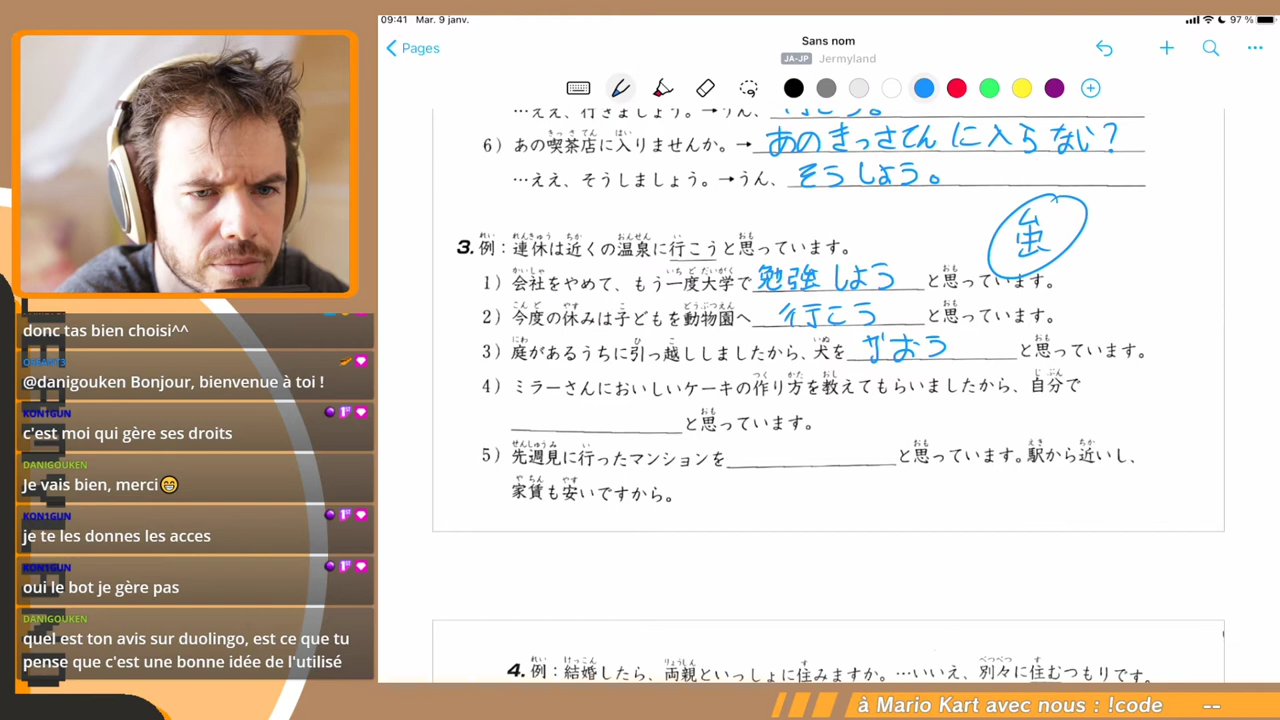 09:41 Mar. 9 janv.
97 %
Pages
Sans nom
JA-JP Jermyland
…ええ、行きましょう。→うん、行こう。
6）あの喫茶店に入りませんか。→ あのきっさてんに入らない？
…ええ、そうしましょう。→うん、そうしよう。
3. 例：連休は近くの温泉に行こうと思っています。
1）会社をやめて、もう一度大学で 勉強しよう と思っています。
2）今度の休みは子どもを動物園へ 行こう と思っています。
3）庭があるうちに引っ越ししましたから、犬を と思っています。
4）ミラーさんにおいしいケーキの作り方を教えてもらいましたから、自分で
と思っています。
5）先週見に行ったマンションを と思っています。駅から近いし、
家賃も安いですから。
4. 例：結婚したら、両親といっしょに住みますか。…いいえ、別々に住むつもりです。
donc tas bien choisi^^
@danigouken Bonjour, bienvenue à toi !
KON1GUN
c'est moi qui gère ses droits
DANIGOUKEN
Je vais bien, merci😁
KON1GUN
je te les donnes les acces
KON1GUN
oui le bot je gère pas
DANIGOUKEN
quel est ton avis sur duolingo, est ce que tu
pense que c'est une bonne idée de l'utilisé
à Mario Kart avec nous : !code --